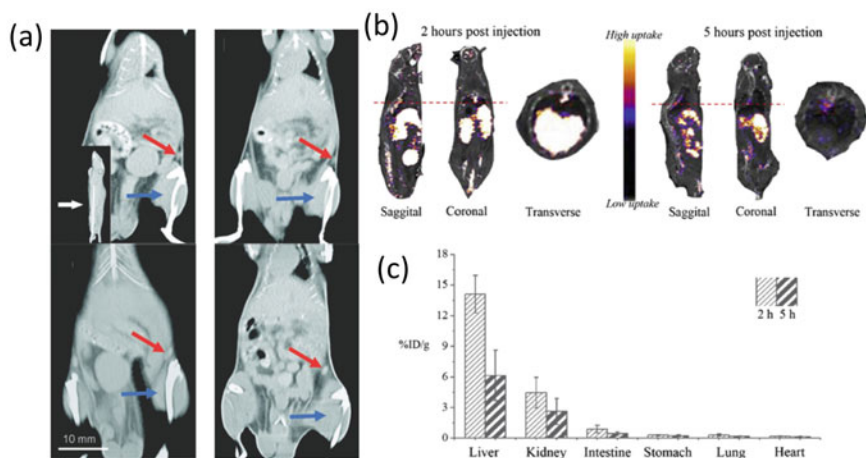 (a)
10 mm
(b)
2 hours post injection
High uptake
Low uptake
5 hours post injection
Saggital
Coronal
Transverse
Saggital
Coronal
Transverse
(c)
%ID/g
18
15
12
9
6
3
0
2 h 5 h
Liver Kidney Intestine Stomach Lung Heart